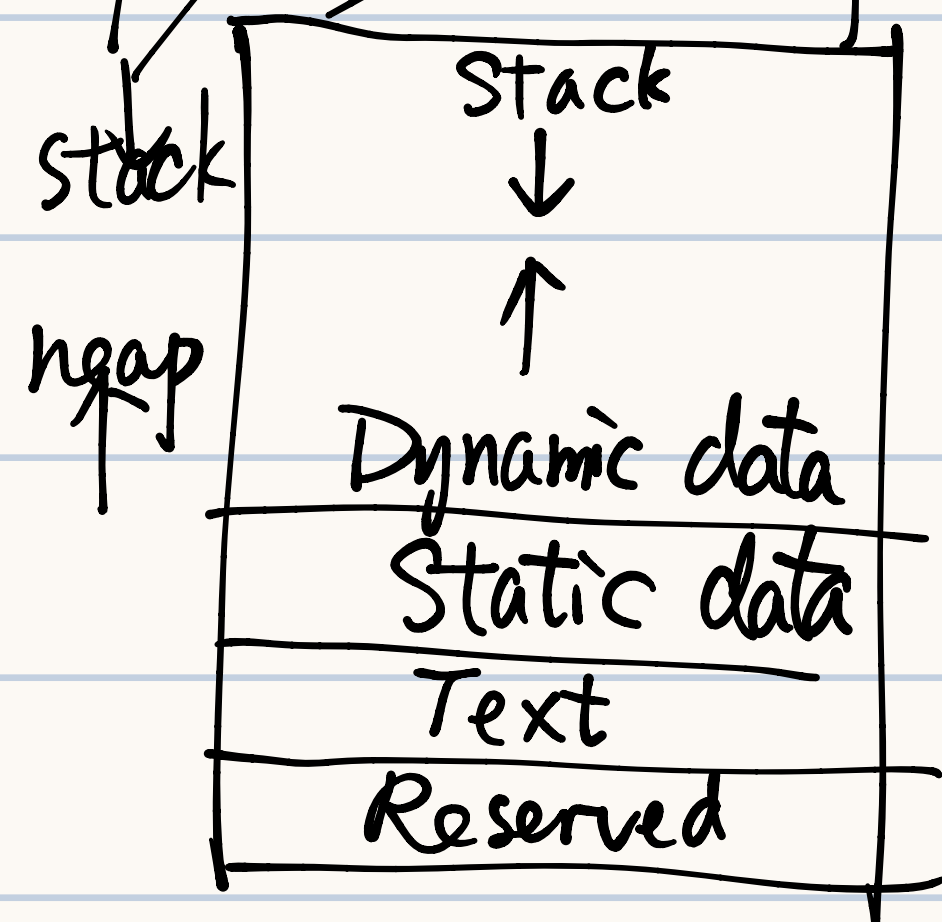 Stack
stack
heap
Dynamic data
Static data
Text
Reserved